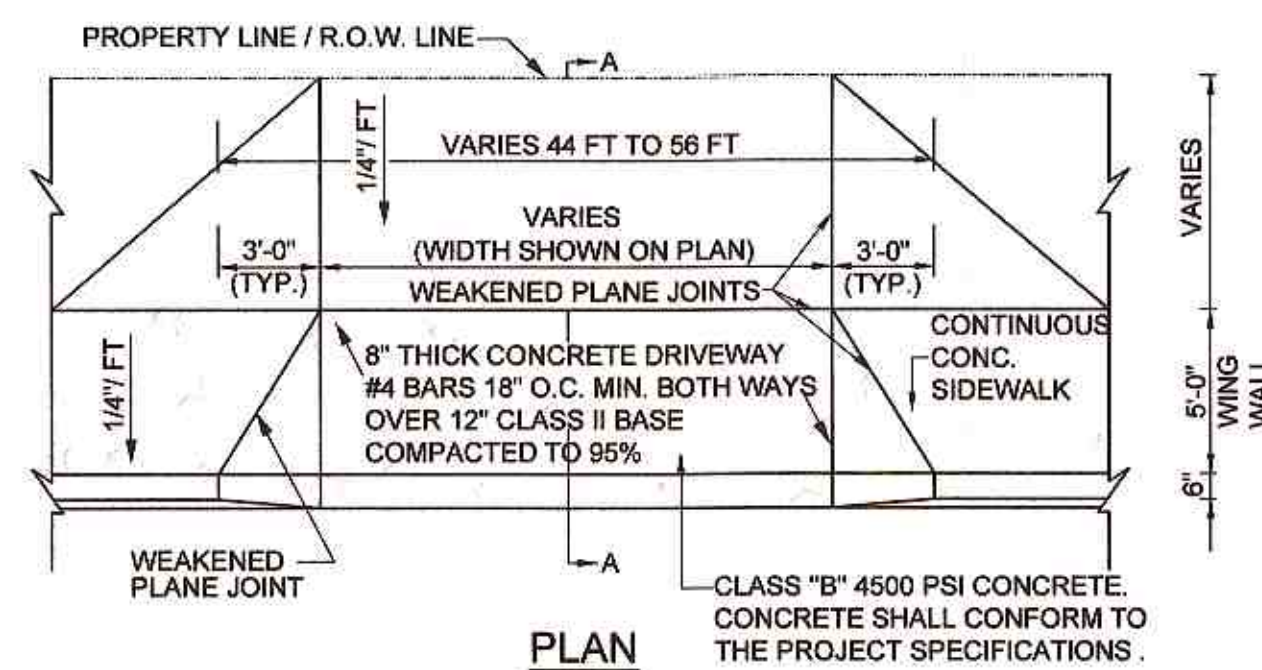 PROPERTY LINE / R.O.W. LINE
A
1/4"/ FT
VARIES 44 FT TO 56 FT
VARIES
VARIES
(WIDTH SHOWN ON PLAN)
3'-0"
(TYP.)
3'-0"
(TYP.)
WEAKENED PLANE JOINTS
1/4"/ FT
8" THICK CONCRETE DRIVEWAY
#4 BARS 18" O.C. MIN. BOTH WAYS
OVER 12" CLASS II BASE
COMPACTED TO 95%
CONTINUOUS
CONC.
SIDEWALK
5'-0"
WING
WALL
6"
WEAKENED
PLANE JOINT
A
CLASS "B" 4500 PSI CONCRETE.
CONCRETE SHALL CONFORM TO
THE PROJECT SPECIFICATIONS .
PLAN